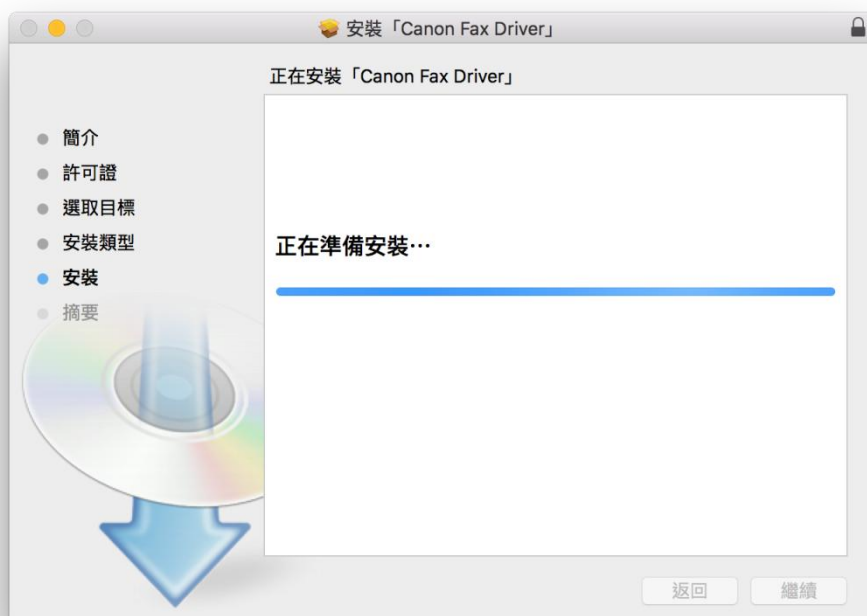 安裝「Canon Fax Driver」
正在安裝「Canon Fax Driver」
簡介
許可證
選取目標
安裝類型
安裝
摘要
正在準備安裝⋯
返回
繼續